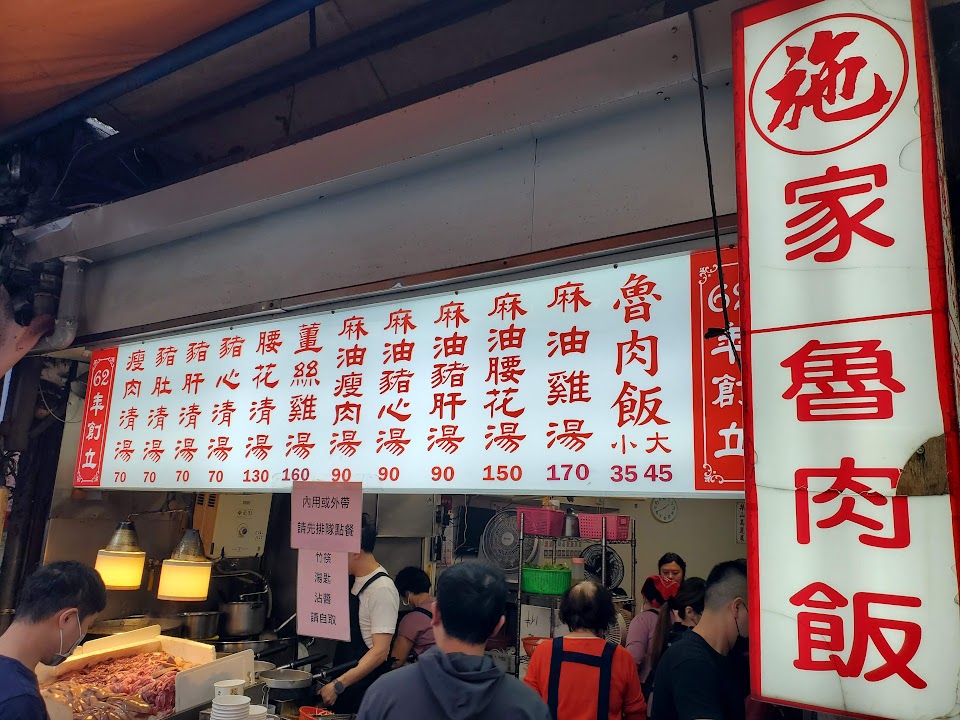 施家魯肉飯
62年創立
魯肉飯 小 35 大 45
麻油雞湯 170
麻油腰花湯 150
麻油豬肝湯 90
麻油豬心湯 90
麻油瘦肉湯 90
薑絲雞湯 160
腰花清湯 130
豬心清湯 70
豬肝清湯 70
豬肚清湯 70
瘦肉清湯 70
62年創立
內用或外帶
請先排隊點餐
竹筷
湯匙
沾醬
請自取